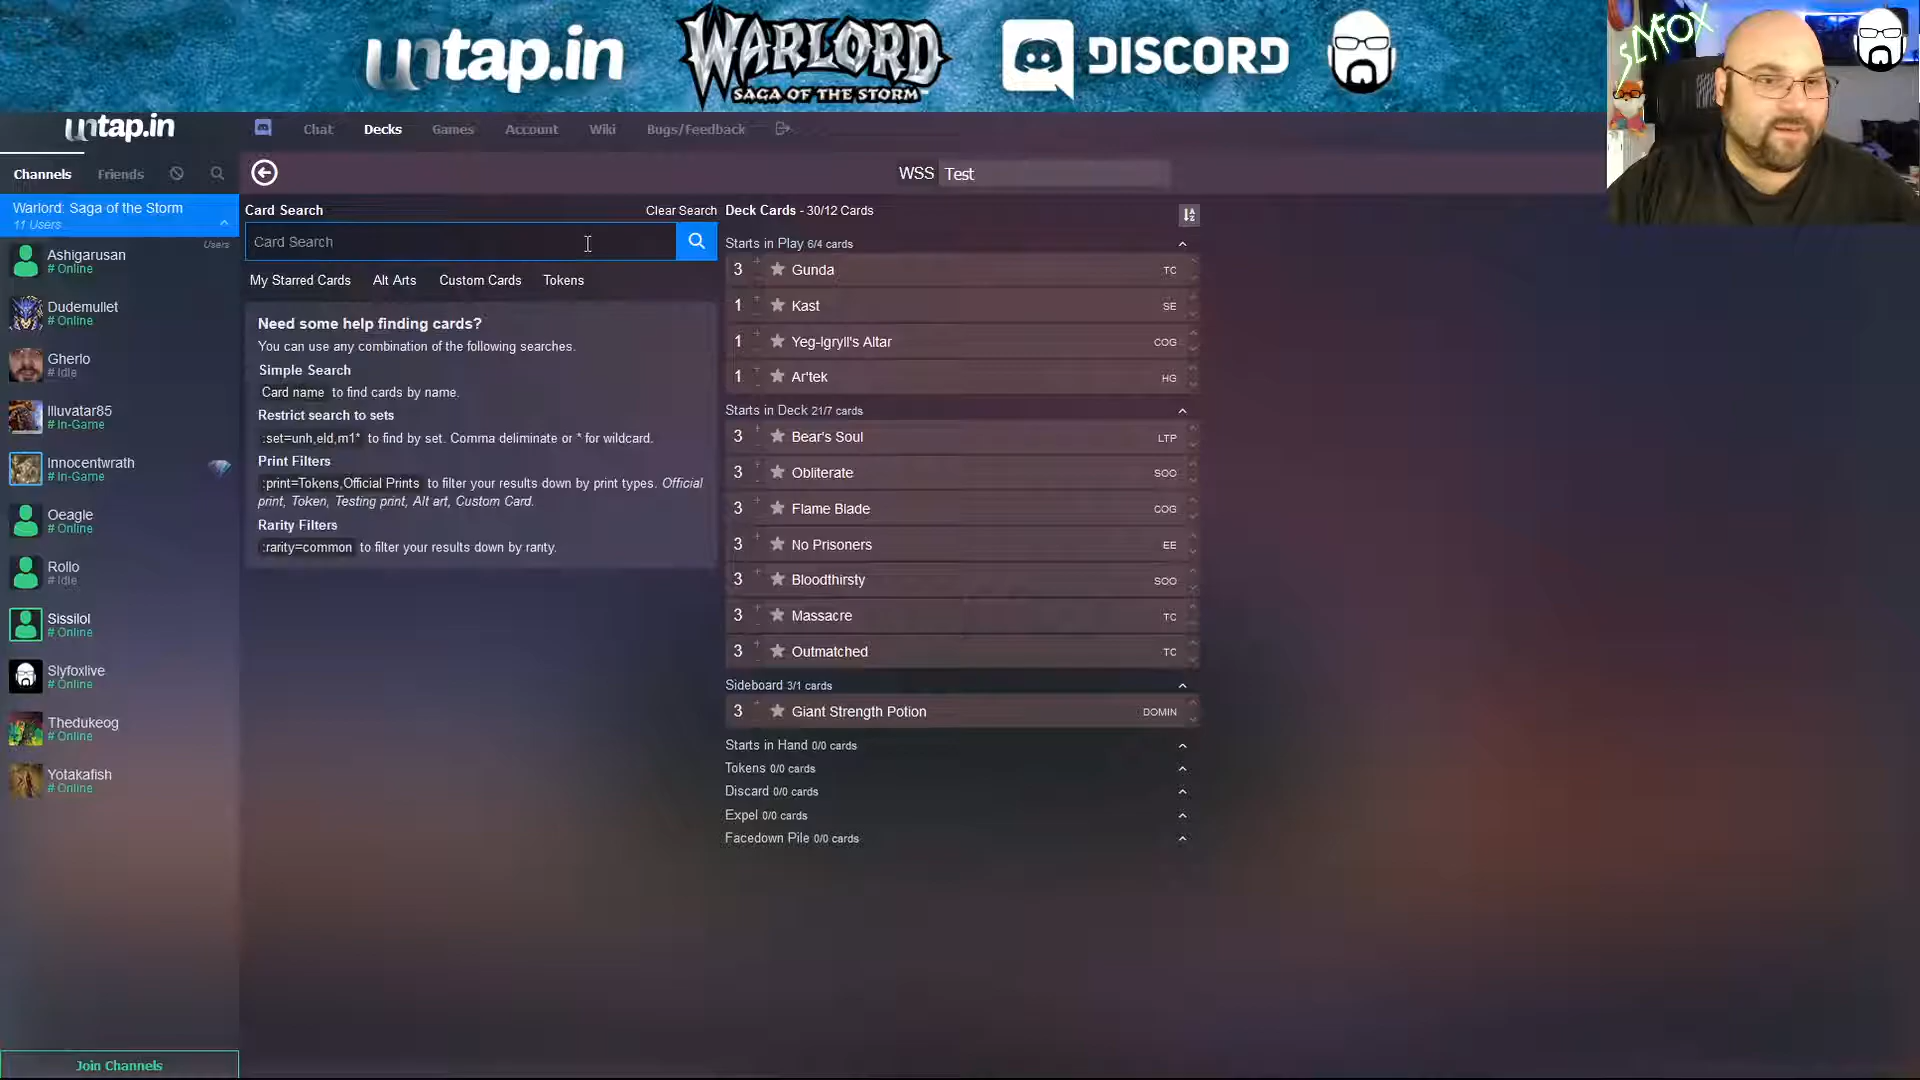 untap.in
WARLORD
SAGA OF THE STORM
DISCORD
SLYFOX
untap.in
Chat
Decks
Games
Account
Wiki
Bugs/Feedback
Channels
Friends
WSS Test
Warlord: Saga of the Storm
11 Users
Users
Ashigarusan
# Online
Dudemullet
# Online
Gherlo
# Idle
Illuvatar85
# In-Game
Innocentwrath
# In-Game
Oeagle
# Online
Rollo
# Idle
Sissilol
# Online
Slyfoxlive
# Online
Thedukeog
# Online
Yotakafish
# Online
Join Channels
Card Search
Clear Search
Card Search
My Starred Cards
Alt Arts
Custom Cards
Tokens
Need some help finding cards?
You can use any combination of the following searches.
Simple Search
Card name to find cards by name.
Restrict search to sets
:set=unh,eld,m1* to find by set. Comma deliminate or * for wildcard.
Print Filters
:print=Tokens,Official Prints to filter your results down by print types. Official
print, Token, Testing print, Alt art, Custom Card.
Rarity Filters
:rarity=common to filter your results down by rarity.
Deck Cards - 30/12 Cards
Starts in Play 6/4 cards
3 Gunda TC
1 Kast SE
1 Yeg-Igryll's Altar COG
1 Ar'tek HG
Starts in Deck 21/7 cards
3 Bear's Soul LTP
3 Obliterate SOO
3 Flame Blade COG
3 No Prisoners EE
3 Bloodthirsty SOO
3 Massacre TC
3 Outmatched TC
Sideboard 3/1 cards
3 Giant Strength Potion DOMIN
Starts in Hand 0/0 cards
Tokens 0/0 cards
Discard 0/0 cards
Expel 0/0 cards
Facedown Pile 0/0 cards